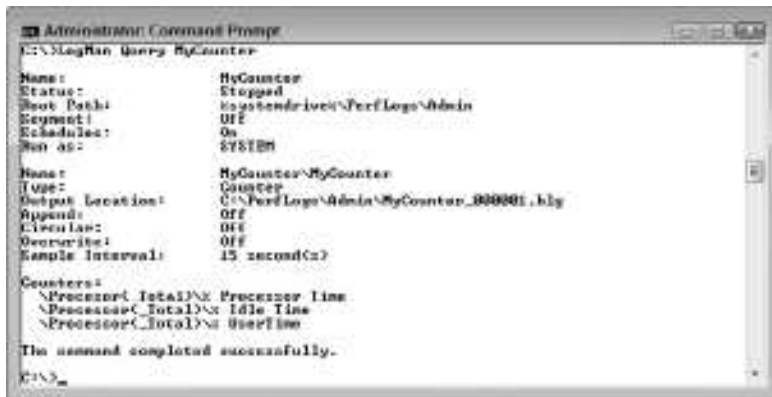 Administrator: Command Prompt
C:\>LogMan Query MyCounter
Name: MyCounter
Status: Stopped
Root Path: %systemdrive%\PerfLogs\Admin
Segment: Off
Schedules: On
Run as: SYSTEM
Name: MyCounter\MyCounter
Type: Counter
Output Location: C:\PerfLogs\Admin\MyCounter_000001.blg
Append: Off
Circular: Off
Overwrite: Off
Sample Interval: 15 second(s)
Counters:
\Processor(_Total)\% Processor Time
\Processor(_Total)\% Idle Time
\Processor(_Total)\% UserTime
The command completed successfully.
C:\>_